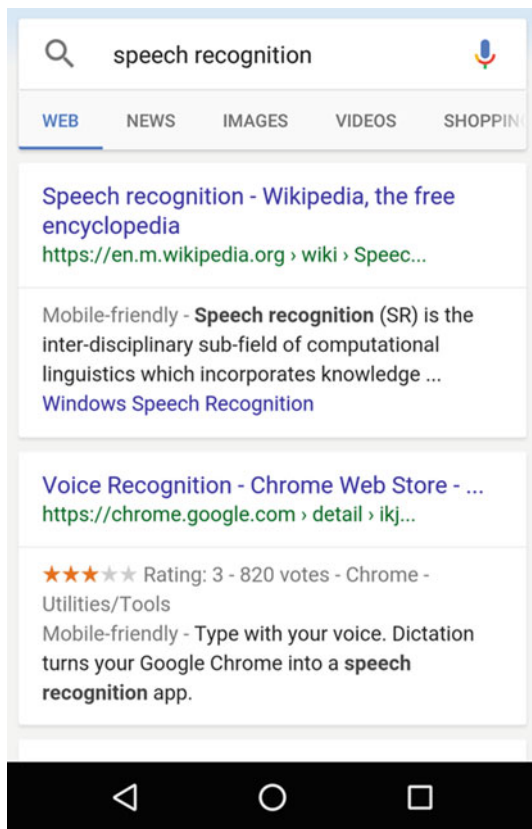 speech recognition
WEB NEWS IMAGES VIDEOS SHOPPIN
Speech recognition - Wikipedia, the free
encyclopedia
https://en.m.wikipedia.org › wiki › Speec...
Mobile-friendly - Speech recognition (SR) is the
inter-disciplinary sub-field of computational
linguistics which incorporates knowledge ...
Windows Speech Recognition
Voice Recognition - Chrome Web Store - ...
https://chrome.google.com › detail › ikj...
★★★★★ Rating: 3 - 820 votes - Chrome -
Utilities/Tools
Mobile-friendly - Type with your voice. Dictation
turns your Google Chrome into a speech
recognition app.